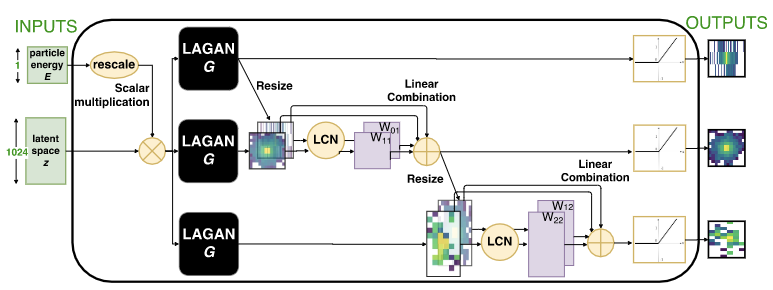 INPUTS
OUTPUTS
particle
energy
E
1
rescale
Scalar
multiplication
1024
latent
space
z
LAGAN
G
Resize
Linear
Combination
LAGAN
G
LCN
W01
W11
Resize
Linear
Combination
LAGAN
G
LCN
W12
W22